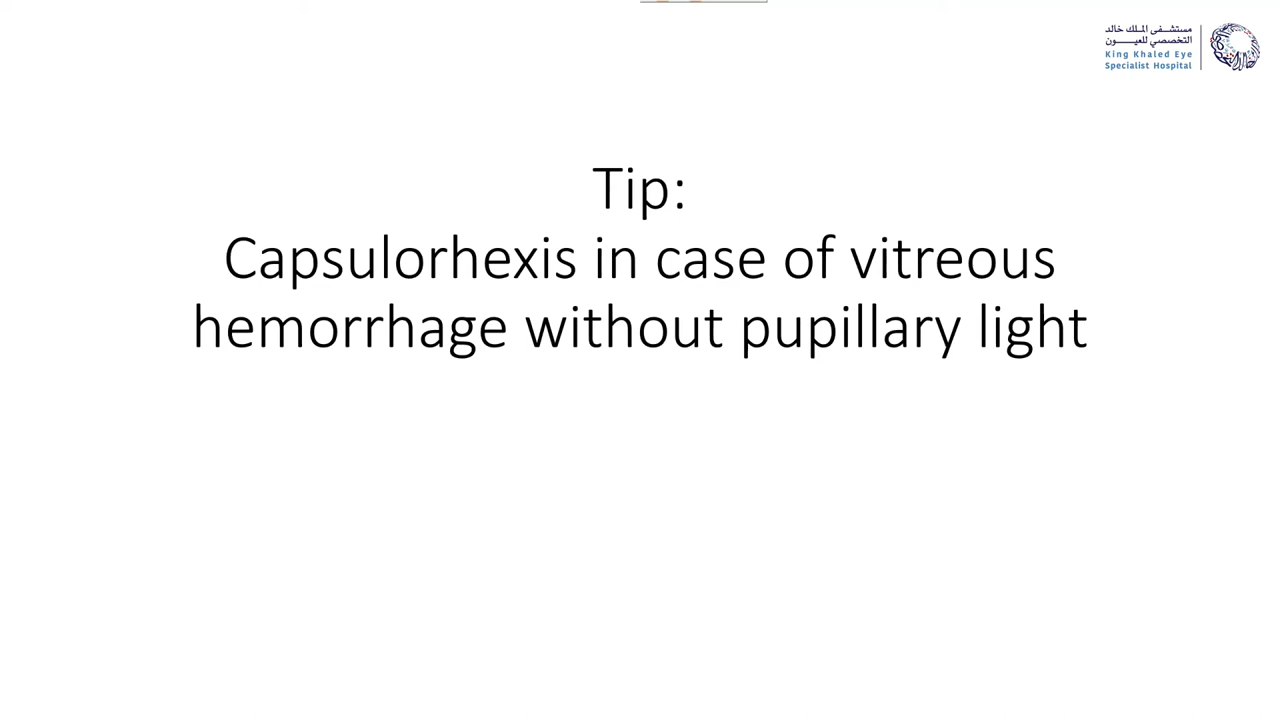 مستشفى الملك خالد
التخصصي للعيون
King Khaled Eye
Specialist Hospital
Tip:
Capsulorhexis in case of vitreous
hemorrhage without pupillary light